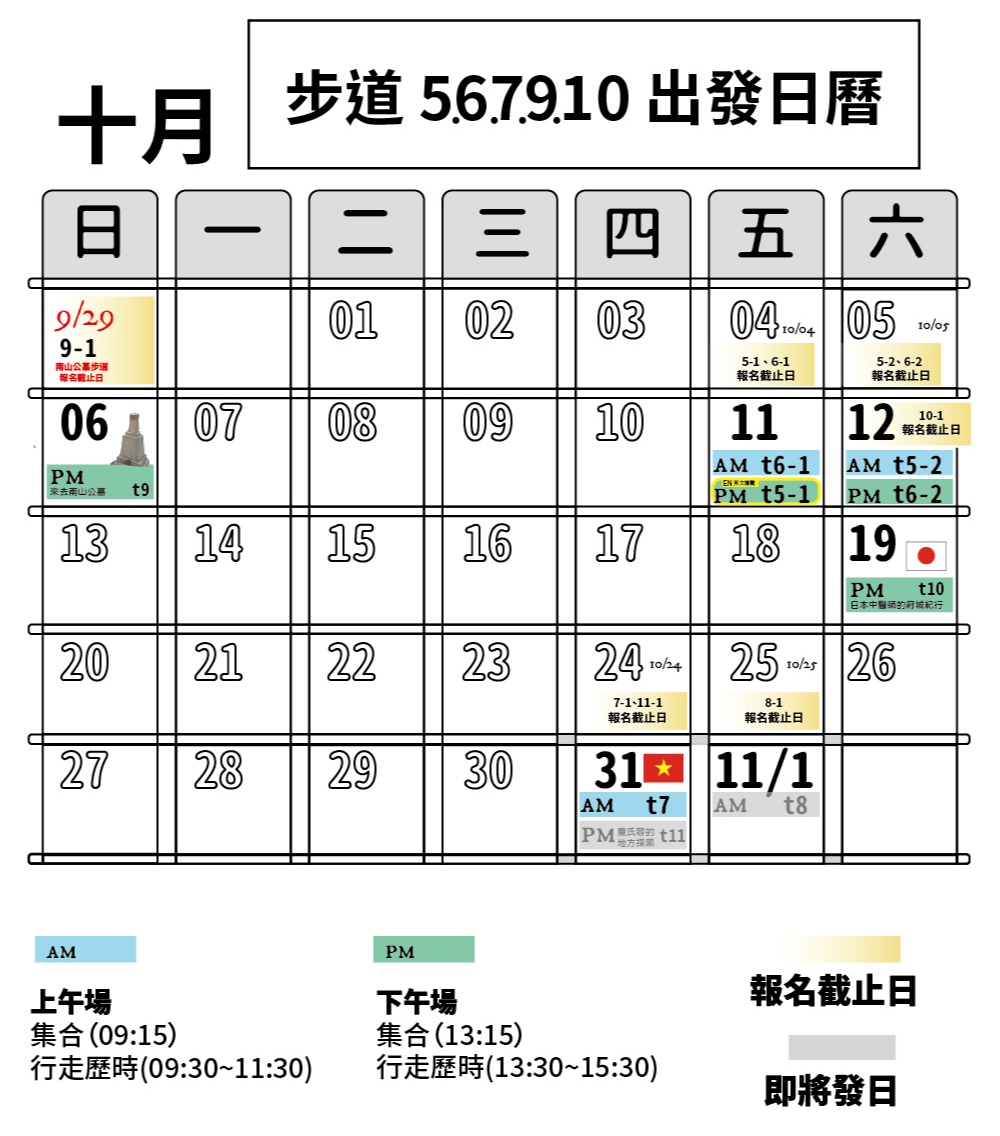 十月
步道 5.6.7.9.10 出發日曆
日 一 二 三 四 五 六
9/29
9-1
南山公墓步道
報名截止日
01
02
03
04 10/04
5-1、6-1
報名截止日
05 10/05
5-2、6-2
報名截止日
06
PM
來去南山公墓 t9
07
08
09
10
11
AM t6-1
EN 英文導覽
PM t5-1
12
10-1
報名截止日
AM t5-2
PM t6-2
13
14
15
16
17
18
19
PM t10
日本中醫師的府城紀行
20
21
22
23
24 10/24
7-1、11-1
報名截止日
25 10/25
8-1
報名截止日
26
27
28
29
30
31
AM t7
PM 氏容的 t11
地方探索
11/1
AM t8
AM
上午場
集合（09:15）
行走歷時(09:30~11:30)
PM
下午場
集合（13:15）
行走歷時(13:30~15:30)
報名截止日
即將發日